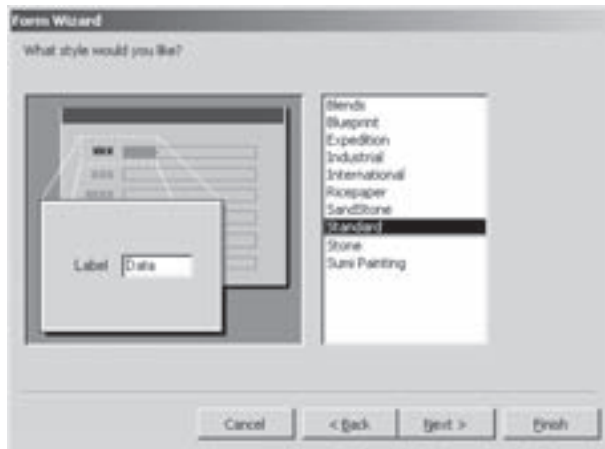 Form Wizard
What style would you like?
Label Data
Blends
Blueprint
Expedition
Industrial
International
Ricepaper
SandStone
Standard
Stone
Sumi Painting
Cancel < Back Next > Finish